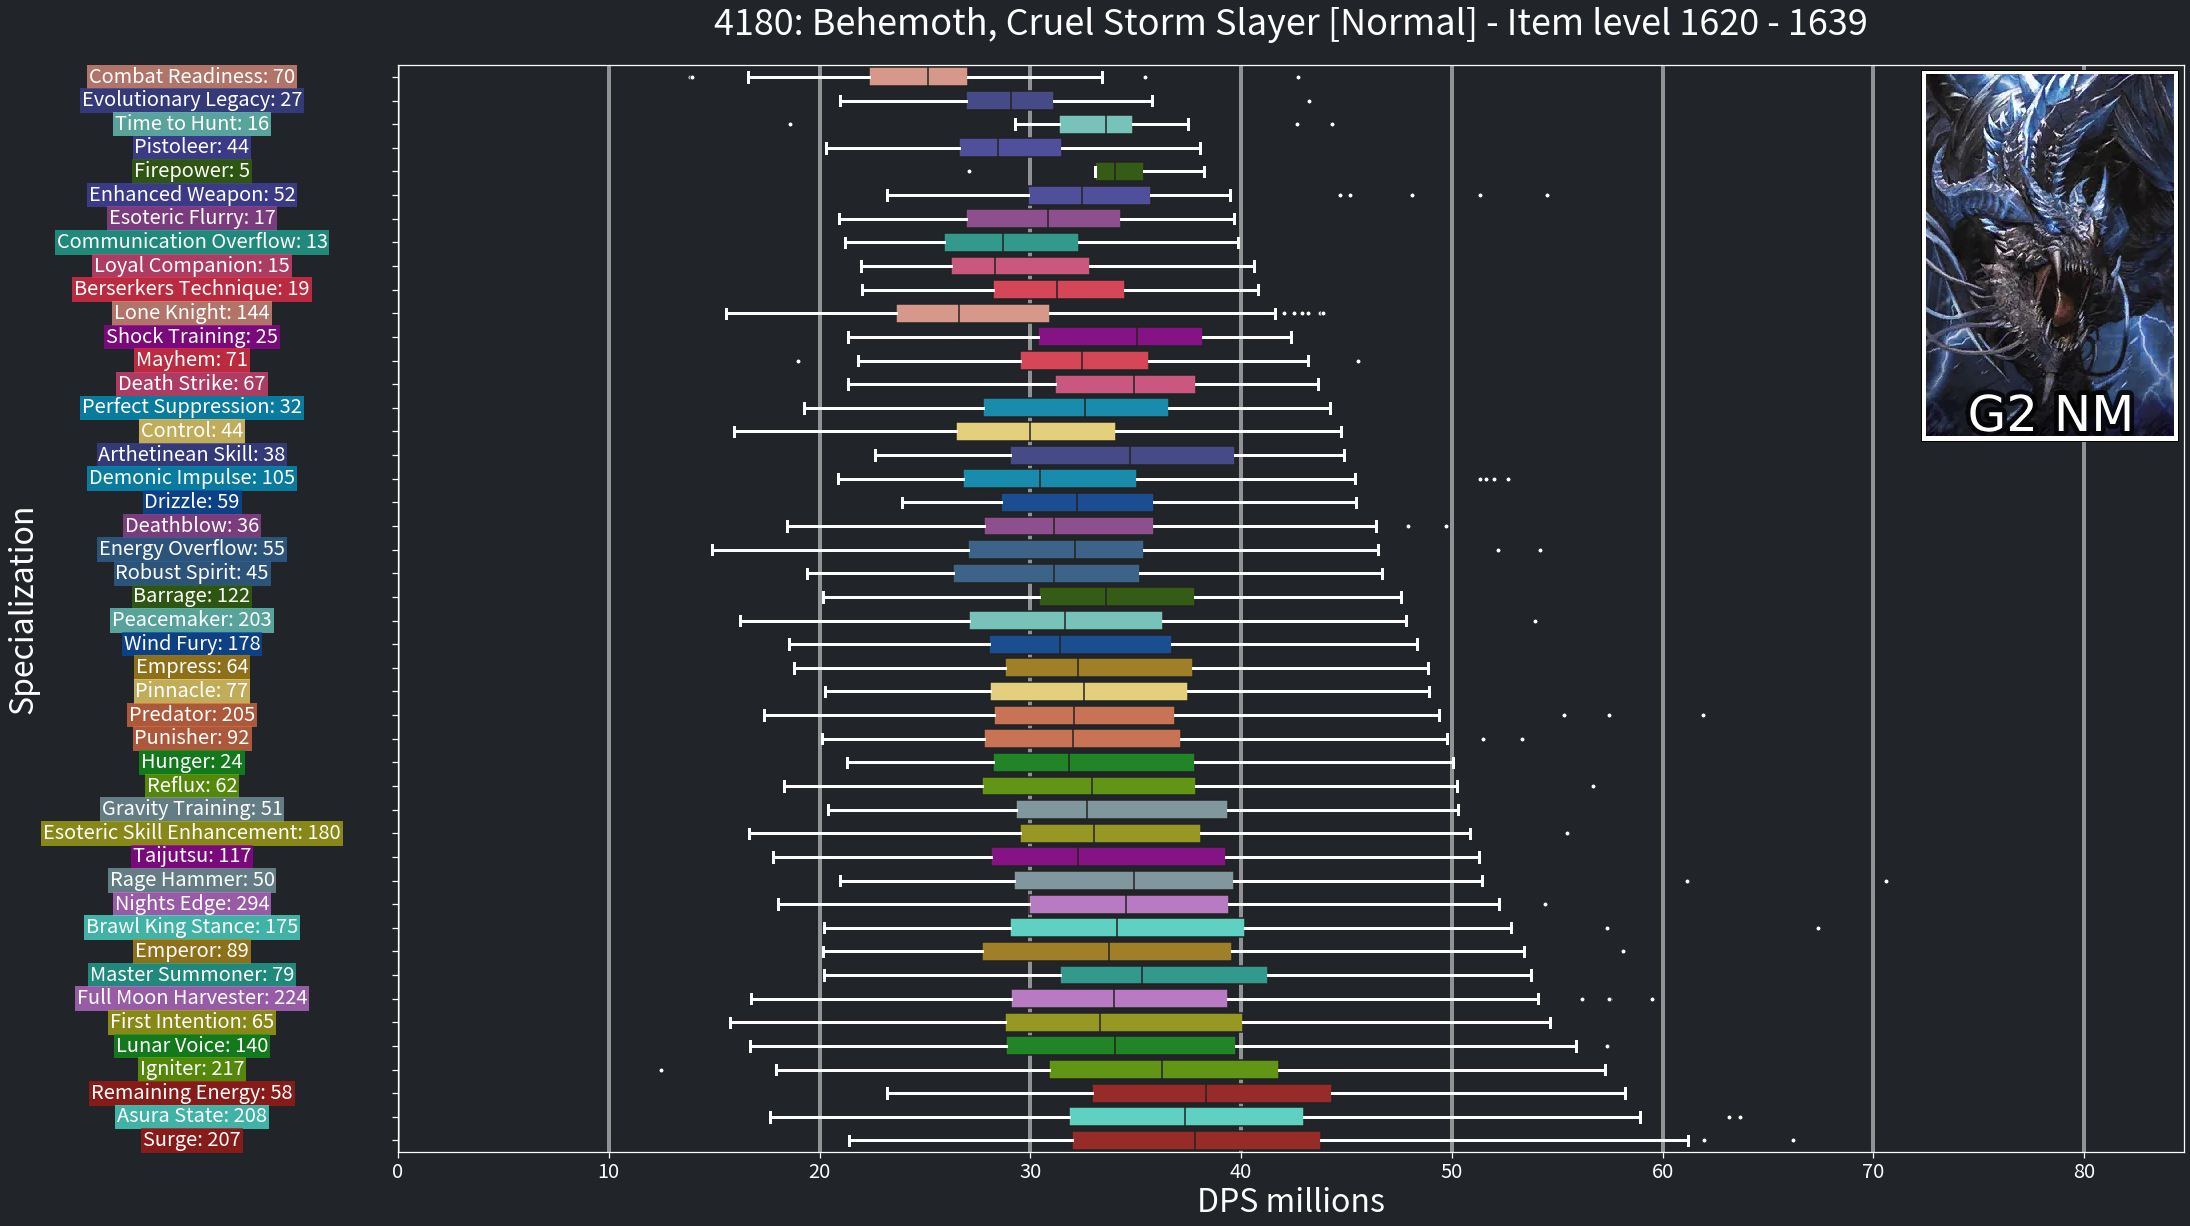 4180: Behemoth, Cruel Storm Slayer [Normal] - Item level 1620 - 1639
Combat Readiness: 70
Evolutionary Legacy: 27
Time to Hunt: 16
Pistoleer: 44
Firepower: 5
Enhanced Weapon: 52
Esoteric Flurry: 17
Communication Overflow: 13
Loyal Companion: 15
Berserkers Technique: 19
Lone Knight: 144
Shock Training: 25
Mayhem: 71
Death Strike: 67
Perfect Suppression: 32
Control: 44
Arthetinean Skill: 38
Demonic Impulse: 105
Drizzle: 59
Deathblow: 36
Energy Overflow: 55
Robust Spirit: 45
Barrage: 122
Peacemaker: 203
Wind Fury: 178
Empress: 64
Pinnacle: 77
Predator: 205
Punisher: 92
Hunger: 24
Reflux: 62
Gravity Training: 51
Esoteric Skill Enhancement: 180
Taijutsu: 117
Rage Hammer: 50
Nights Edge: 294
Brawl King Stance: 175
Emperor: 89
Master Summoner: 79
Full Moon Harvester: 224
First Intention: 65
Lunar Voice: 140
Igniter: 217
Remaining Energy: 58
Asura State: 208
Surge: 207
Specialization
G2 NM
0 10 20 30 40 50 60 70 80
DPS millions